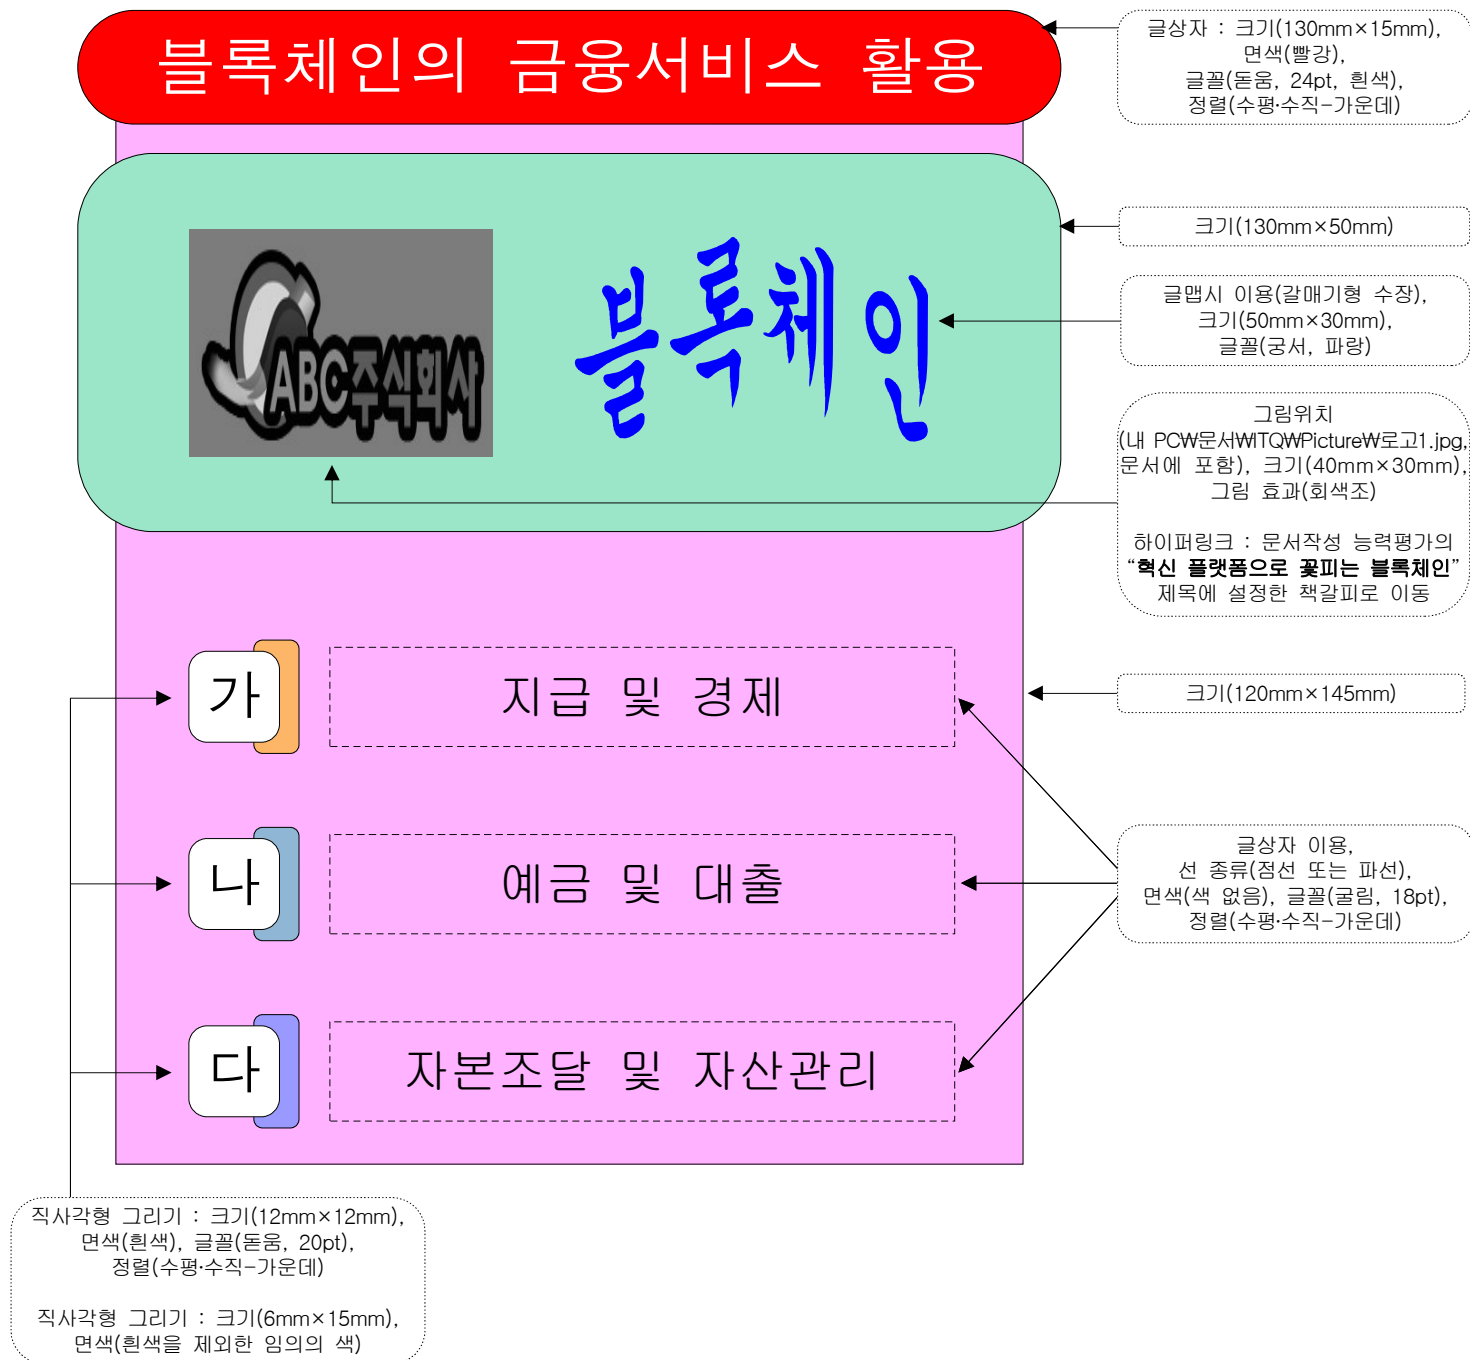 블록체인의 금융서비스 활용
글상자 : 크기(130mm×15mm),
면색(빨강),
글꼴(돋움, 24pt, 흰색),
정렬(수평·수직-가운데)
크기(130mm×50mm)
ABC주식회사
블록체인
글맵시 이용(갈매기형 수장),
크기(50mm×30mm),
글꼴(궁서, 파랑)
그림위치
(내 PC₩문서₩ITQ₩Picture₩로고1.jpg,
문서에 포함), 크기(40mm×30mm),
그림 효과(회색조)
하이퍼링크 : 문서작성 능력평가의
“혁신 플랫폼으로 꽃피는 블록체인”
제목에 설정한 책갈피로 이동
가
지급 및 경제
크기(120mm×145mm)
나
예금 및 대출
글상자 이용,
선 종류(점선 또는 파선),
면색(색 없음), 글꼴(굴림, 18pt),
정렬(수평·수직-가운데)
다
자본조달 및 자산관리
직사각형 그리기 : 크기(12mm×12mm),
면색(흰색), 글꼴(돋움, 20pt),
정렬(수평·수직-가운데)
직사각형 그리기 : 크기(6mm×15mm),
면색(흰색을 제외한 임의의 색)